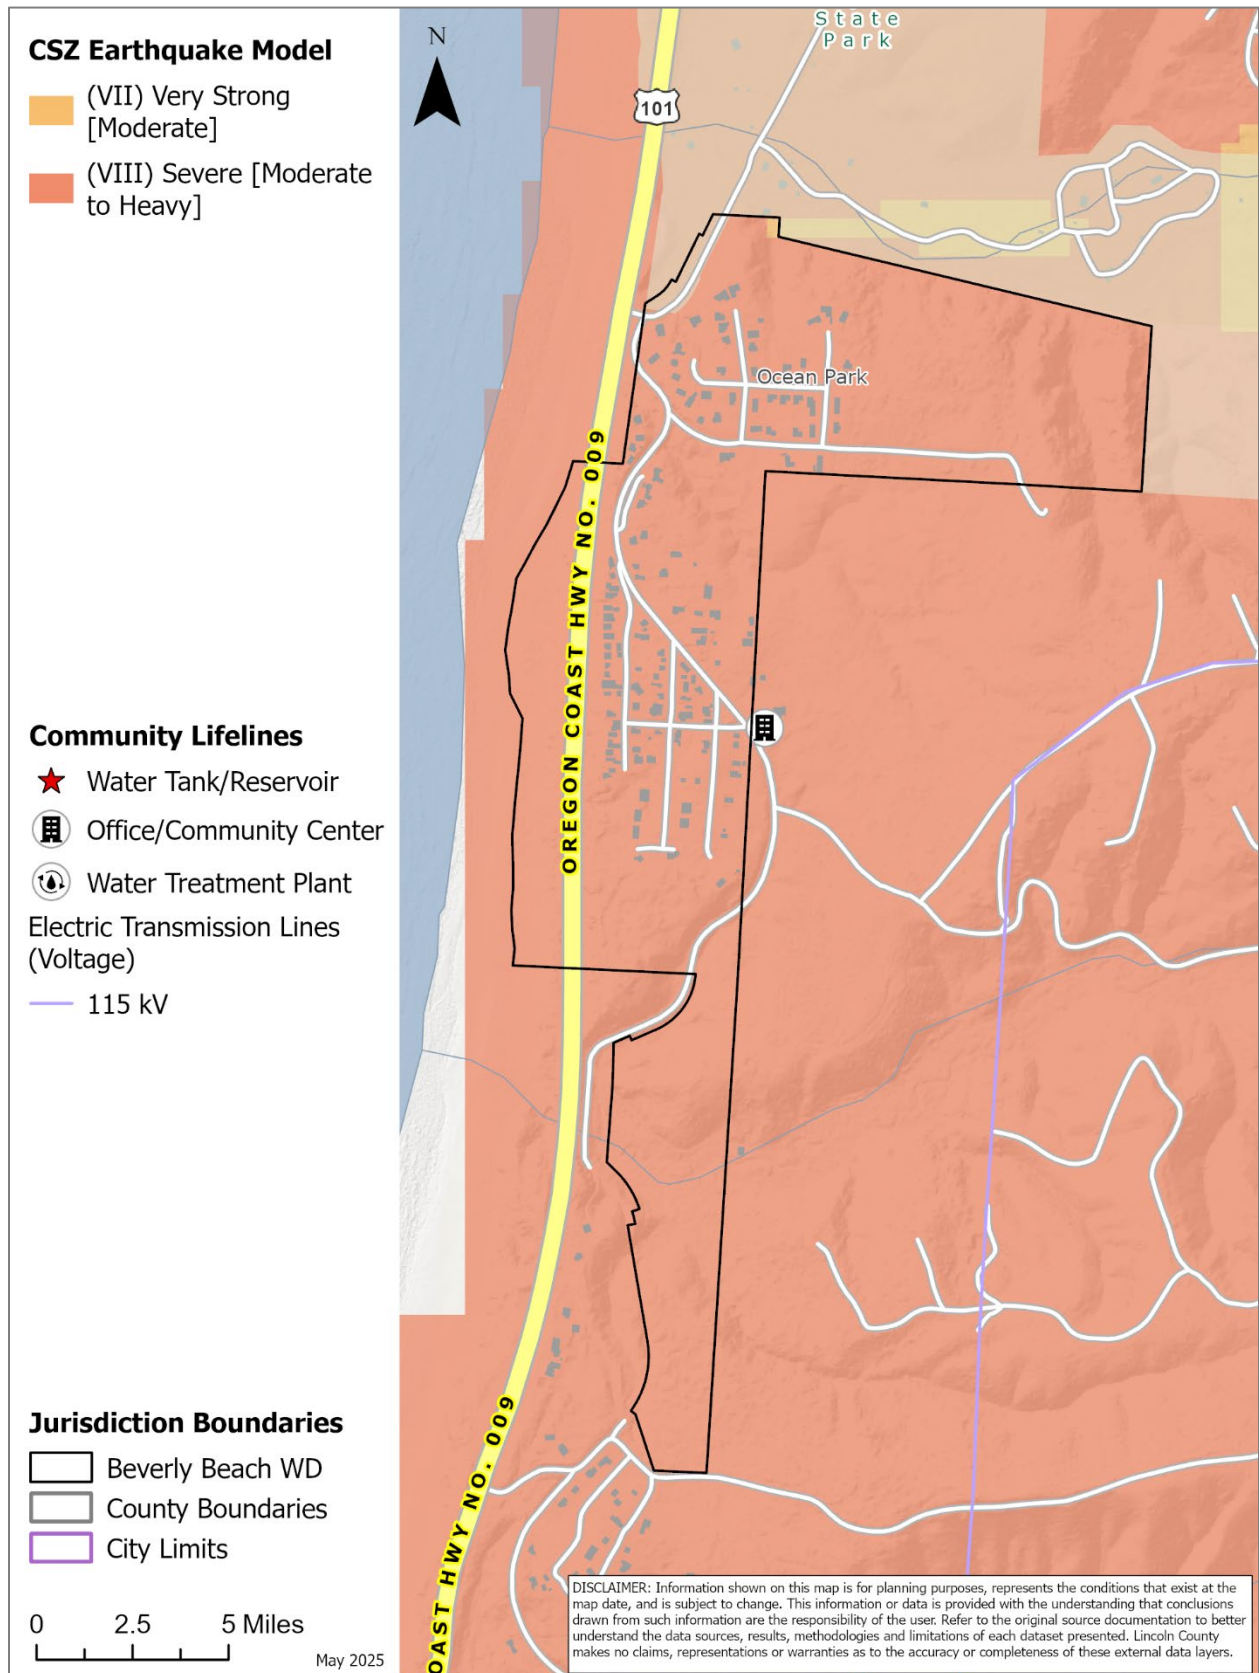 CSZ Earthquake Model
(VII) Very Strong
[Moderate]
(VIII) Severe [Moderate
to Heavy]
Community Lifelines
Water Tank/Reservoir
Office/Community Center
Water Treatment Plant
Electric Transmission Lines
(Voltage)
115 kV
Jurisdiction Boundaries
Beverly Beach WD
County Boundaries
City Limits
0 2.5 5 Miles
May 2025
N
State
Park
101
Ocean Park
OREGON COAST HWY NO. 009
OAST HWY NO. 009
DISCLAIMER: Information shown on this map is for planning purposes, represents the conditions that exist at the
map date, and is subject to change. This information or data is provided with the understanding that conclusions
drawn from such information are the responsibility of the user. Refer to the original source documentation to better
understand the data sources, results, methodologies and limitations of each dataset presented. Lincoln County
makes no claims, representations or warranties as to the accuracy or completeness of these external data layers.